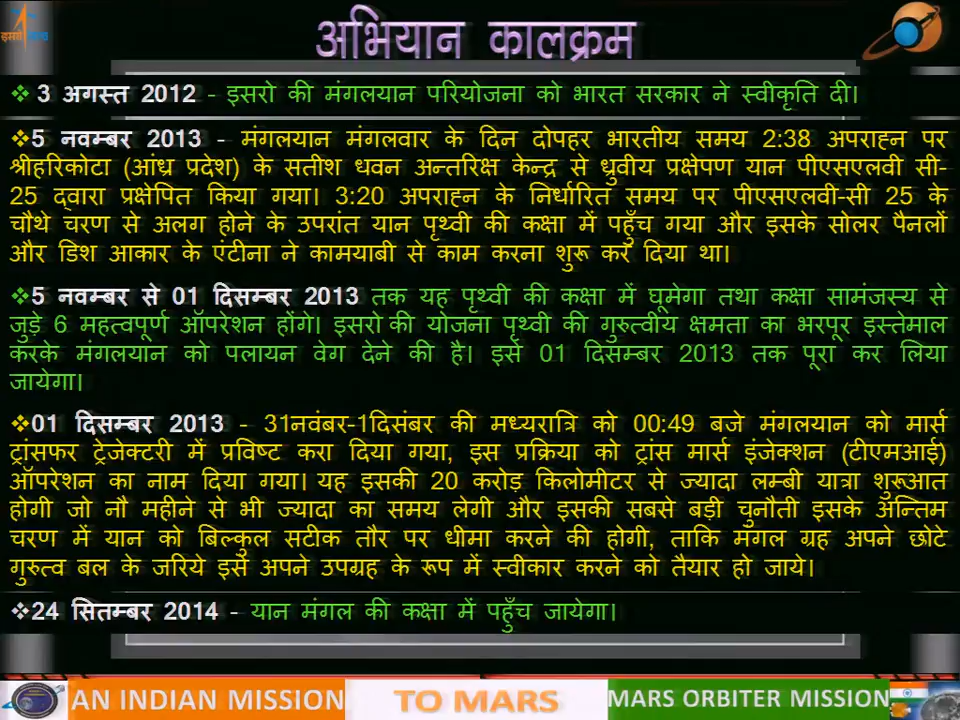 अभियान कालक्रम
❖ 3 अगस्त 2012 - इसरो की मंगलयान परियोजना को भारत सरकार ने स्वीकृति दी।
❖5 नवम्बर 2013 - मंगलयान मंगलवार के दिन दोपहर भारतीय समय 2:38 अपराह्न पर
श्रीहरिकोटा (आंध्र प्रदेश) के सतीश धवन अन्तरिक्ष केन्द्र से ध्रुवीय प्रक्षेपण यान पीएसएलवी सी-
25 द्वारा प्रक्षेपित किया गया। 3:20 अपराह्न के निर्धारित समय पर पीएसएलवी-सी 25 के
चौथे चरण से अलग होने के उपरांत यान पृथ्वी की कक्षा में पहुँच गया और इसके सोलर पैनलों
और डिश आकार के एंटीना ने कामयाबी से काम करना शुरू कर दिया था।
❖5 नवम्बर से 01 दिसम्बर 2013 तक यह पृथ्वी की कक्षा में घूमेगा तथा कक्षा सामंजस्य से
जुड़े 6 महत्वपूर्ण ऑपरेशन होंगे। इसरो की योजना पृथ्वी की गुरुत्वीय क्षमता का भरपूर इस्तेमाल
करके मंगलयान को पलायन वेग देने की है। इसे 01 दिसम्बर 2013 तक पूरा कर लिया
जायेगा।
❖01 दिसम्बर 2013 - 31नवंबर-1दिसंबर की मध्यरात्रि को 00:49 बजे मंगलयान को मार्स
ट्रांसफर ट्रेजेक्टरी में प्रविष्ट करा दिया गया, इस प्रक्रिया को ट्रांस मार्स इंजेक्शन (टीएमआई)
ऑपरेशन का नाम दिया गया। यह इसकी 20 करोड़ किलोमीटर से ज्यादा लम्बी यात्रा शुरूआत
होगी जो नौ महीने से भी ज्यादा का समय लेगी और इसकी सबसे बड़ी चुनौती इसके अन्तिम
चरण में यान को बिल्कुल सटीक तौर पर धीमा करने की होगी, ताकि मंगल ग्रह अपने छोटे
गुरुत्व बल के जरिये इसे अपने उपग्रह के रूप में स्वीकार करने को तैयार हो जाये।
❖24 सितम्बर 2014 - यान मंगल की कक्षा में पहुँच जायेगा।
AN INDIAN MISSION TO MARS MARS ORBITER MISSION